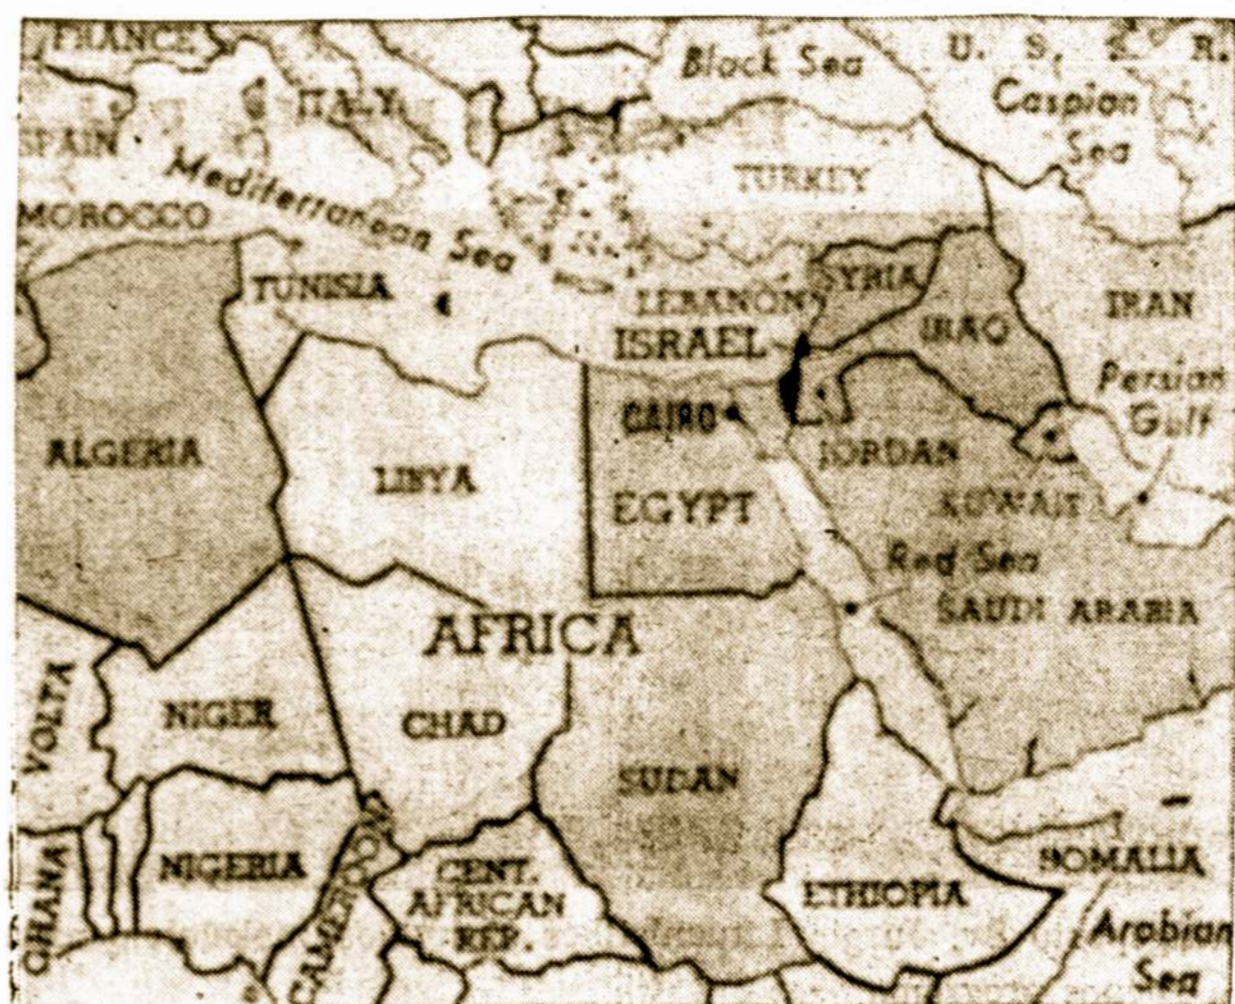 FRANCE
Black Sea
U. S. S. R.
Caspian
Sea
ITALY
SPAIN
Mediterranean Sea
TURKEY
MOROCCO
TUNISIA
LEBANON
SYRIA
IRAQ
IRAN
ISRAEL
Persian
Gulf
CAIRO
ALGERIA
LIBYA
JORDAN
EGYPT
KUWAIT
Red Sea
SAUDI ARABIA
AFRICA
VOLTA
NIGER
CHAD
SUDAN
NIGERIA
GHANA
CAMEROON
CENT.
AFRICAN
REP.
ETHIOPIA
SOMALIA
Arabian
Sea